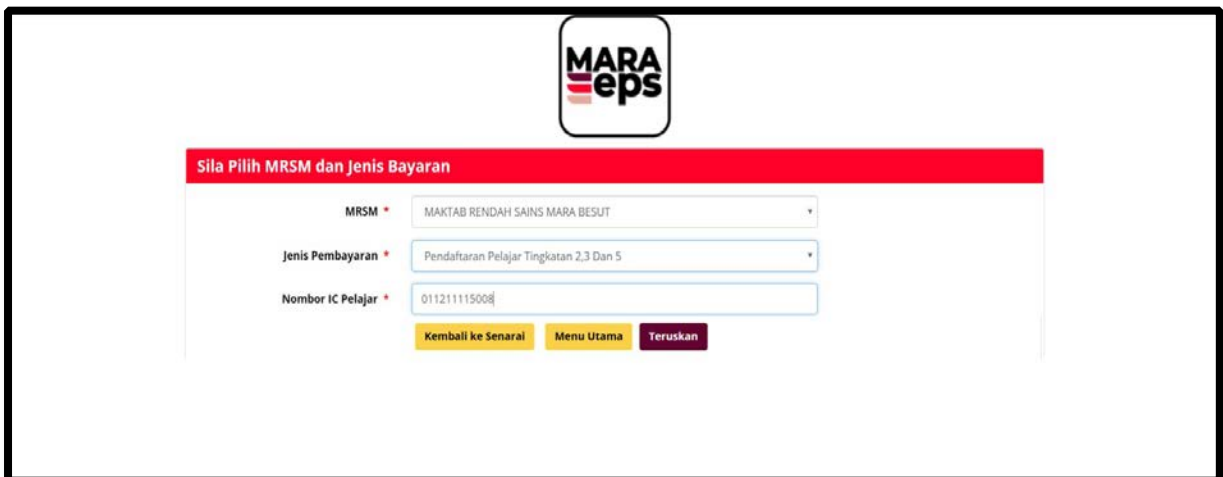 MARA
eps
Sila Pilih MRSM dan Jenis Bayaran
MRSM * MAKTAB RENDAH SAINS MARA BESUT
Jenis Pembayaran * Pendaftaran Pelajar Tingkatan 2,3 Dan 5
Nombor IC Pelajar * 011211115008
Kembali ke Senarai Menu Utama Teruskan